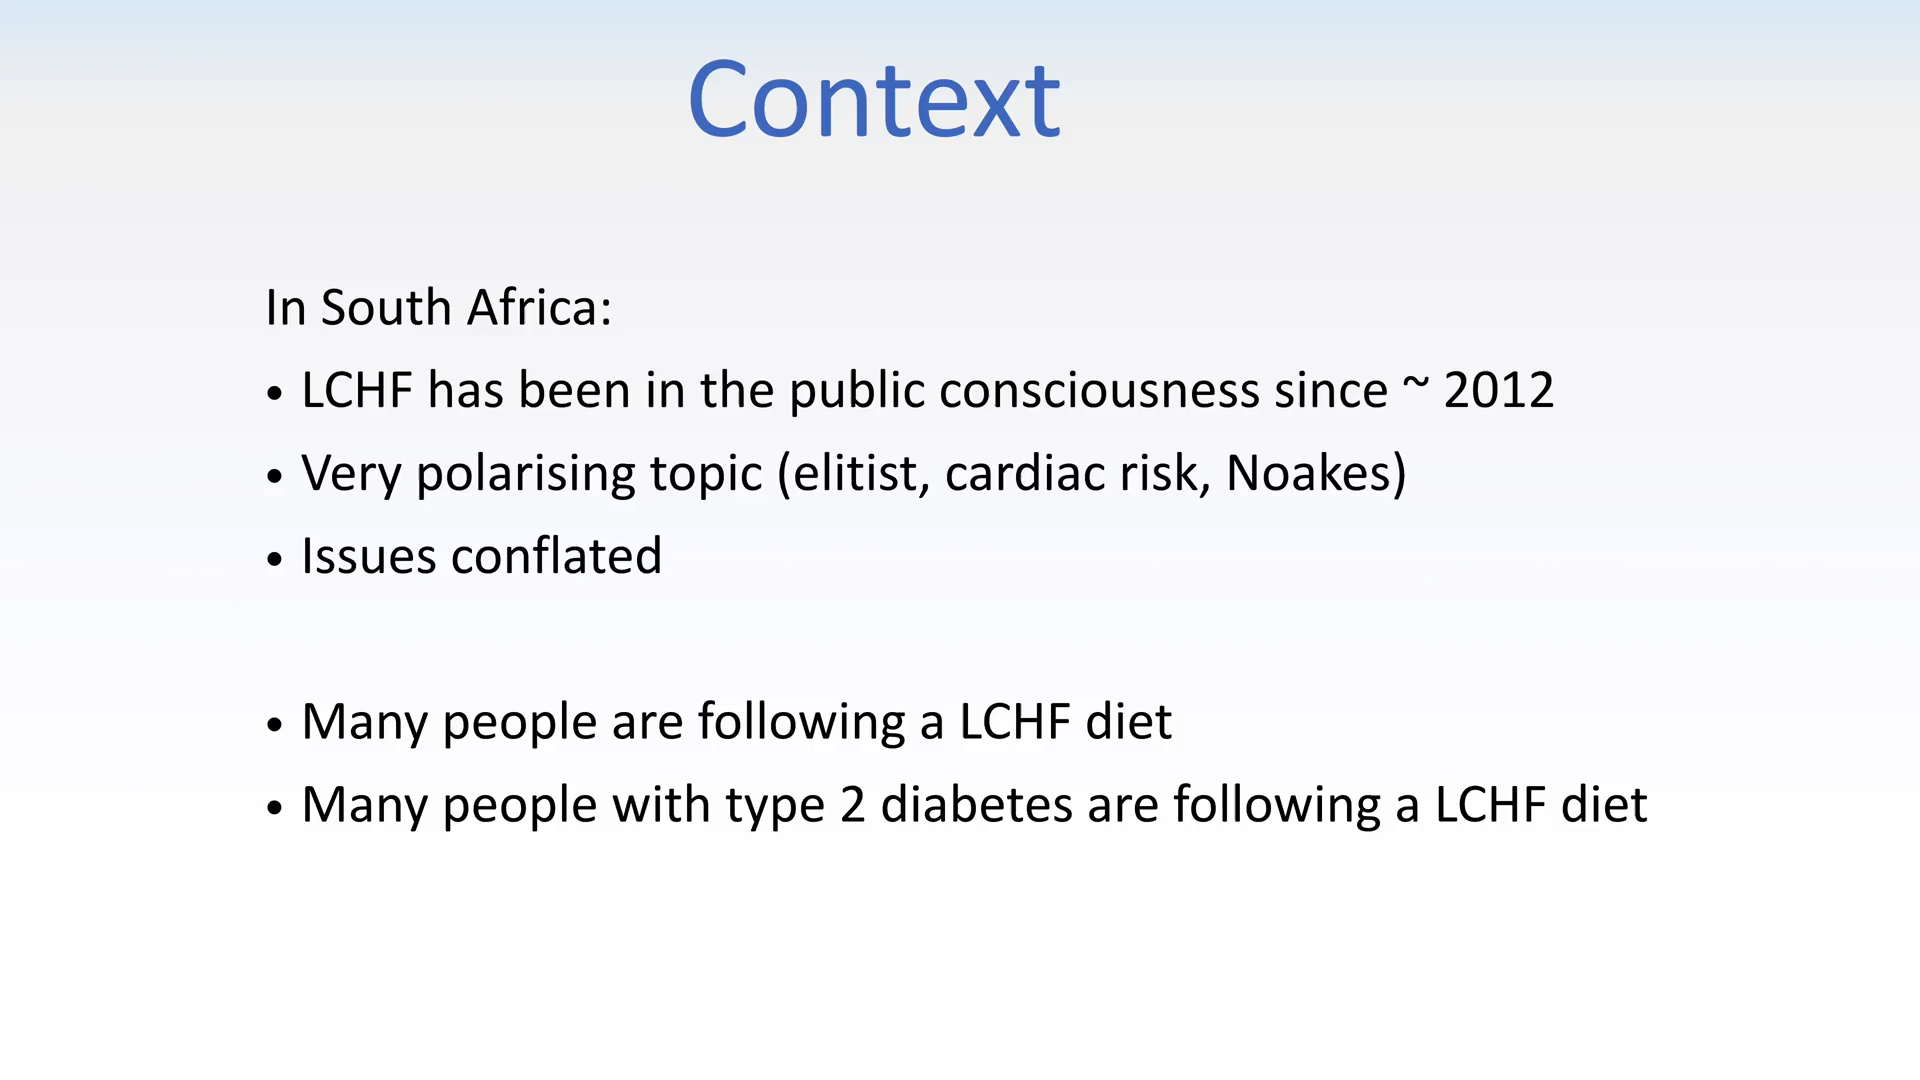 Context
In South Africa:
• LCHF has been in the public consciousness since ~ 2012
• Very polarising topic (elitist, cardiac risk, Noakes)
• Issues conflated
• Many people are following a LCHF diet
• Many people with type 2 diabetes are following a LCHF diet